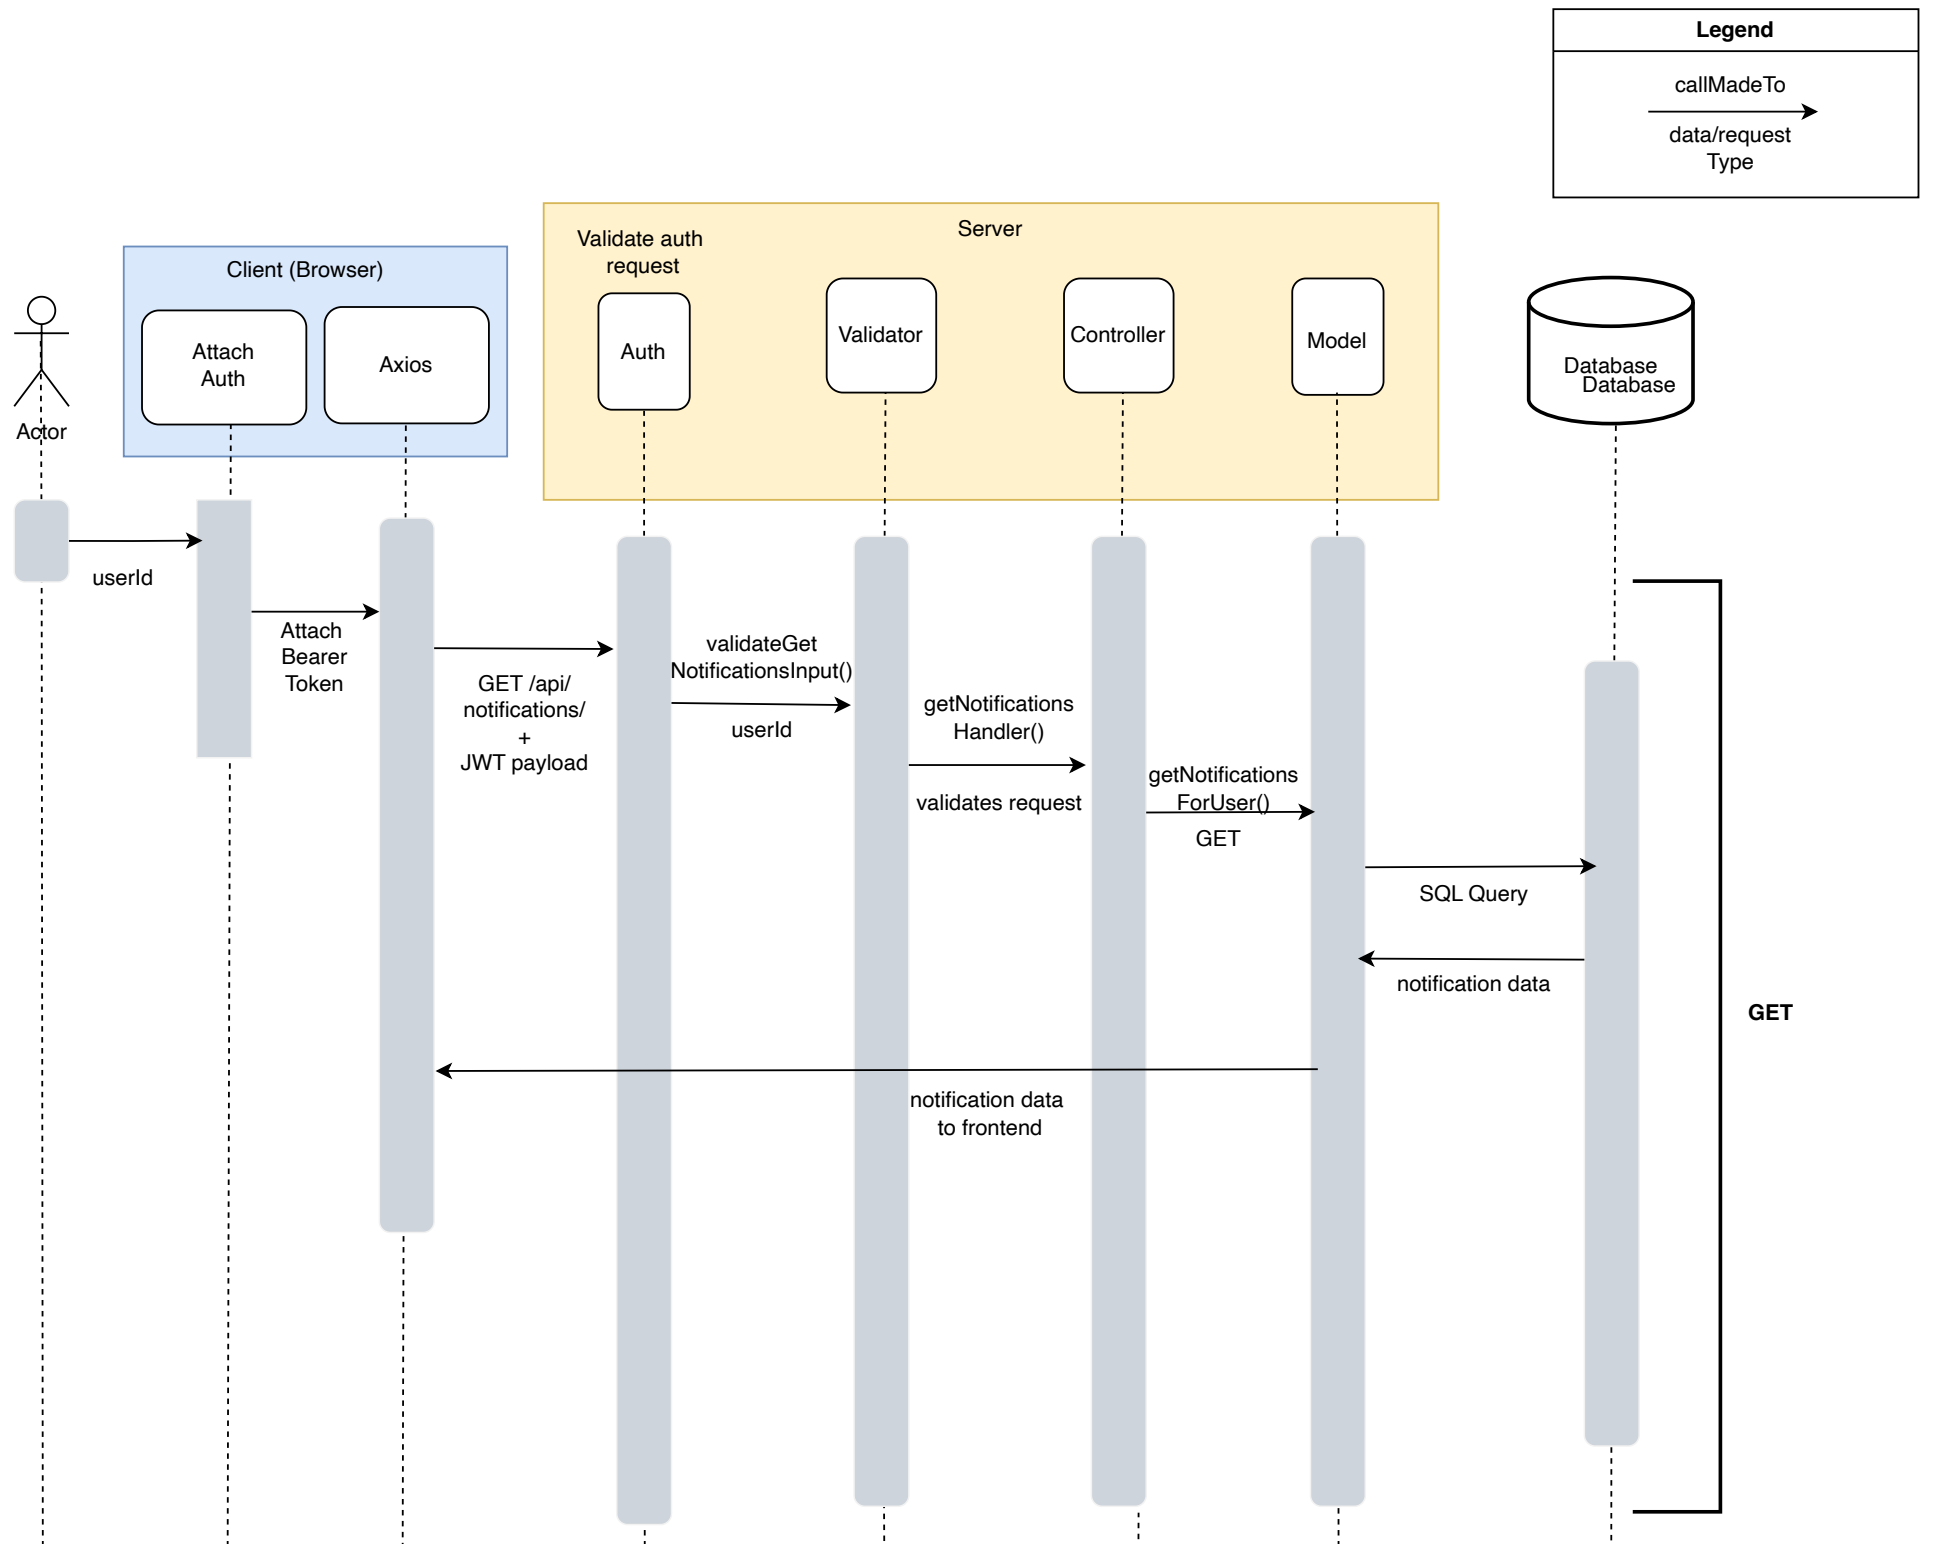 Legend
callMadeTo
data/request
Type
Server
Validate auth
request
Client (Browser)
Attach
Auth
Axios
Auth
Validator
Controller
Model
Database
Database
Actor
userId
Attach
Bearer
Token
GET /api/
notifications/
+
JWT payload
validateGet
NotificationsInput()
userId
getNotifications
Handler()
validates request
getNotifications
ForUser()
GET
SQL Query
notification data
GET
notification data
to frontend